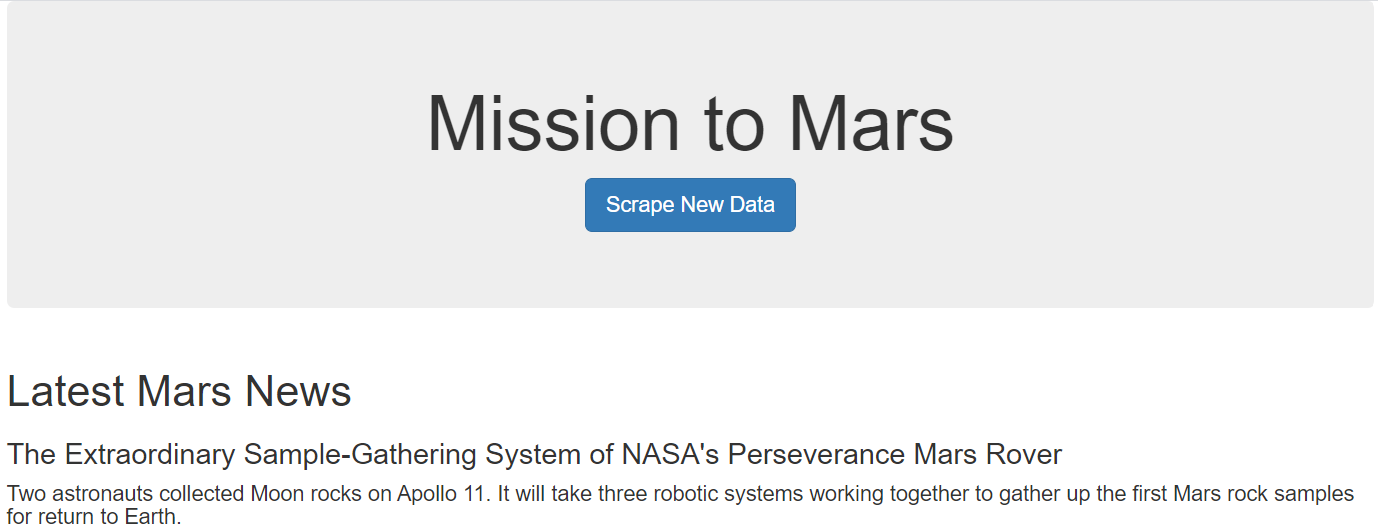 Mission to Mars
Scrape New Data
Latest Mars News
The Extraordinary Sample-Gathering System of NASA's Perseverance Mars Rover
Two astronauts collected Moon rocks on Apollo 11. It will take three robotic systems working together to gather up the first Mars rock samples
for return to Earth.